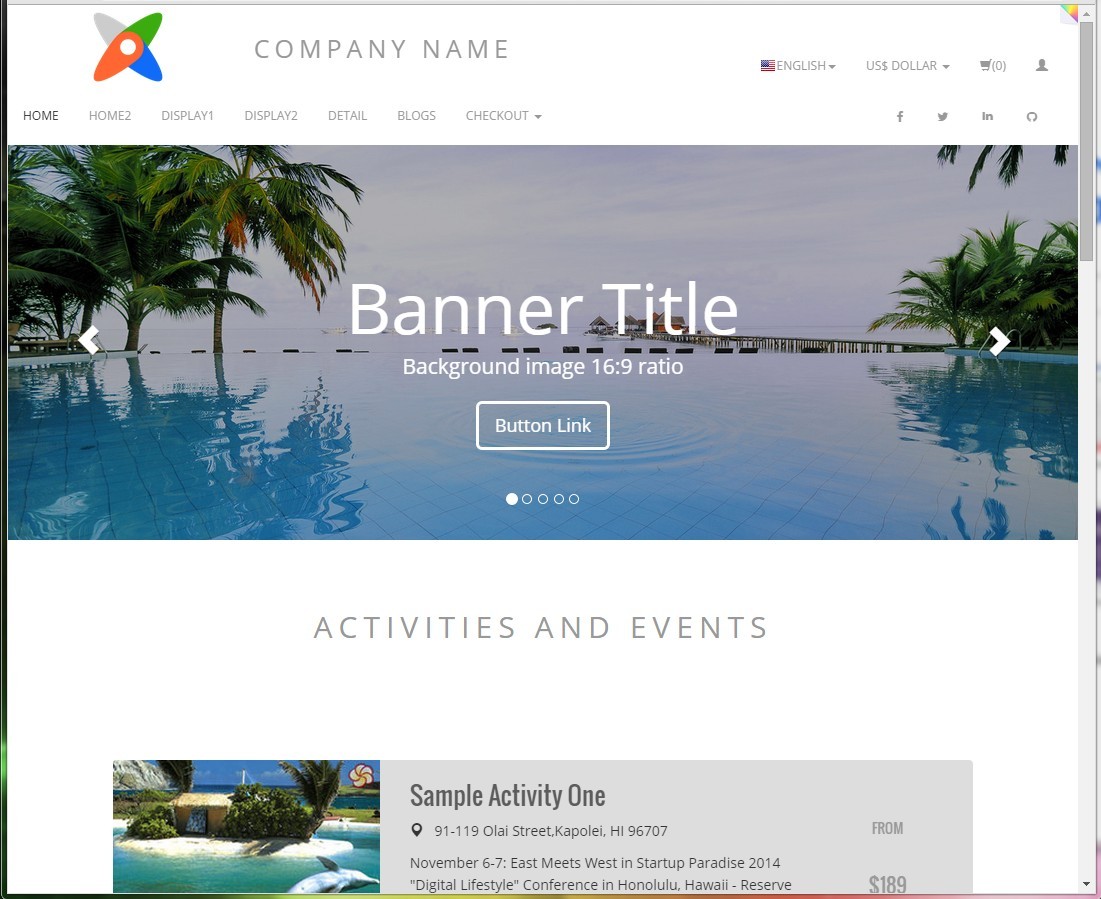 COMPANY NAME
ENGLISH US$ DOLLAR (0)
HOME HOME2 DISPLAY1 DISPLAY2 DETAIL BLOGS CHECKOUT
Banner Title
Background image 16:9 ratio
Button Link
ACTIVITIES AND EVENTS
Sample Activity One
91-119 Olai Street,Kapolei, HI 96707
FROM
November 6-7: East Meets West in Startup Paradise 2014
"Digital Lifestyle" Conference in Honolulu, Hawaii - Reserve
$189